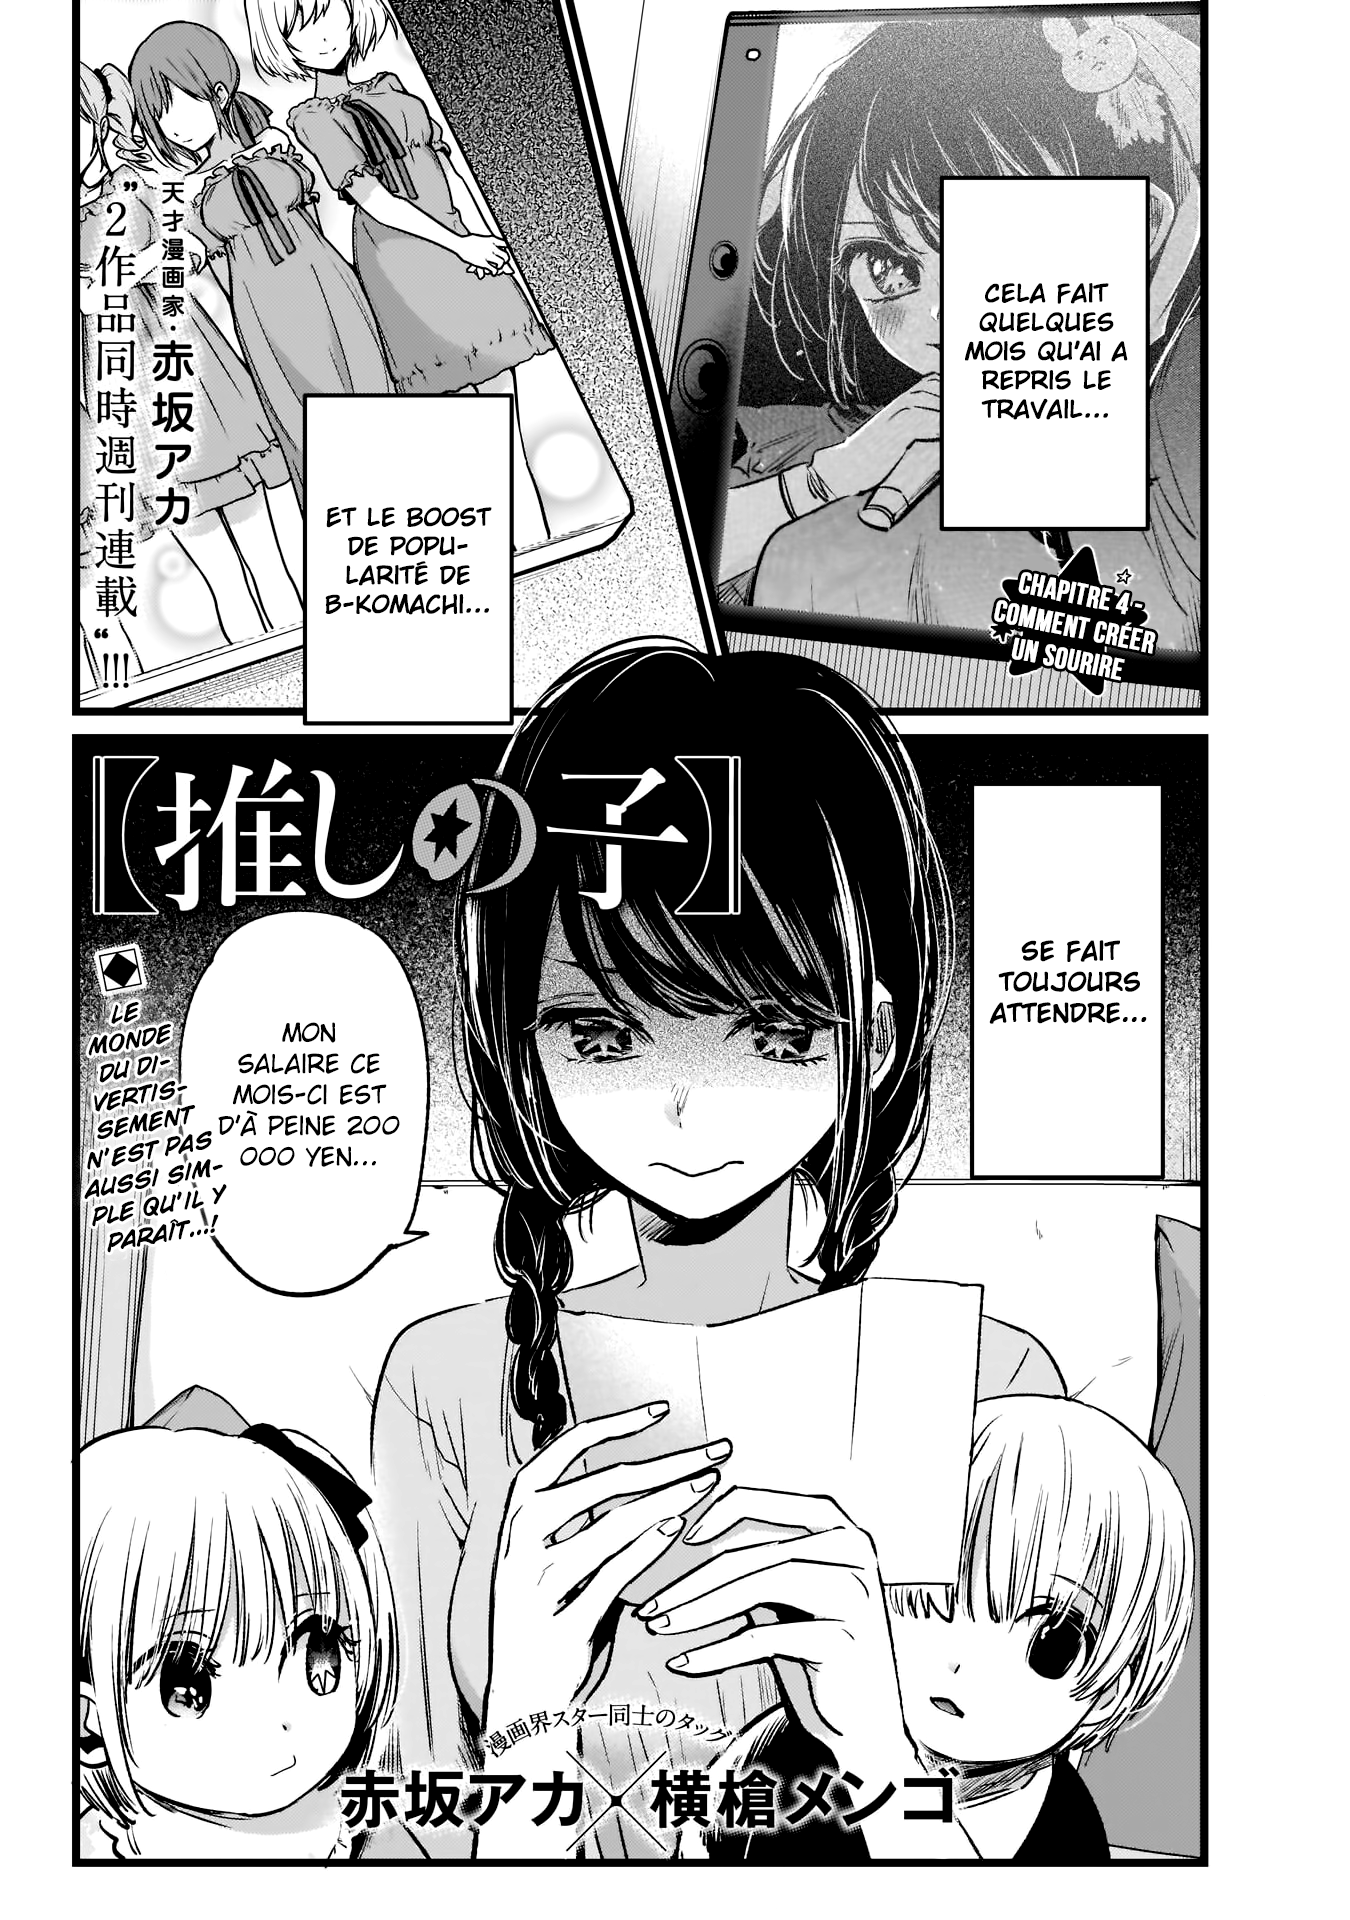 CELA FAIT
QUELQUES
MOIS QU'AI A
REPRIS LE
TRAVAIL...
CHAPITRE 4 -
COMMENT CRÉER
UN SOURIRE
天才漫画家・赤坂アカ
"２作品同時週刊連載"!!!
ET LE BOOST
DE POPU-
LARITÉ DE
B-KOMACHI...
【推しの子】
SE FAIT
TOUJOURS
ATTENDRE...
MON
SALAIRE CE
MOIS-CI EST
D'À PEINE 200
000 YEN...
LE
MONDE
DU DI-
VERTIS-
SEMENT
N'EST PAS
AUSSI SIM-
PLE QU'IL Y
PARAÎT...!
漫画界スター同士のタッグ
赤坂アカ×横槍メンゴ